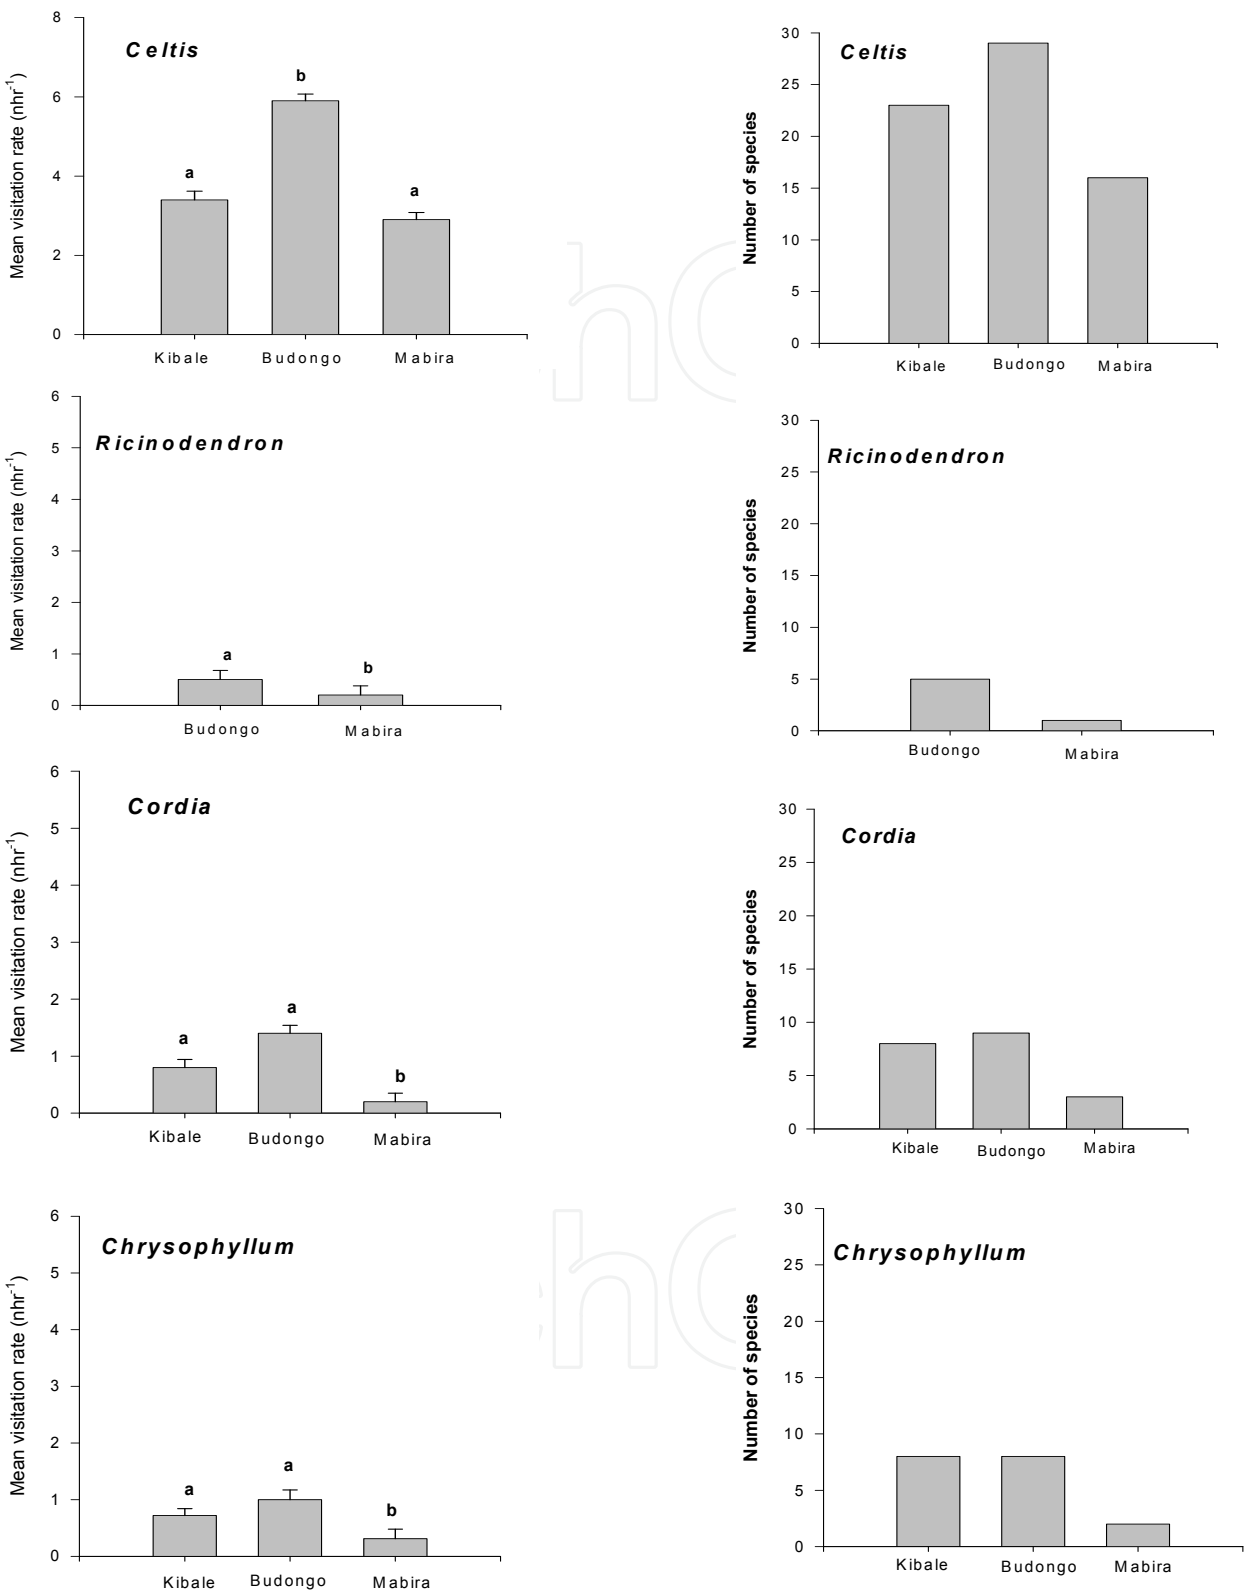 Celtis
Mean visitation rate (nhr-1)
8
6
4
2
0
a
b
a
Kibale
Budongo
Mabira
Celtis
Number of species
30
25
20
15
10
5
0
Kibale
Budongo
Mabira
Ricinodendron
Mean visitation rate (nhr-1)
6
5
4
3
2
1
0
a
b
Budongo
Mabira
Ricinodendron
Number of species
30
25
20
15
10
5
0
Budongo
Mabira
Cordia
Mean visitation rate (nhr-1)
6
5
4
3
2
1
0
a
a
b
Kibale
Budongo
Mabira
Cordia
Number of species
30
25
20
15
10
5
0
Kibale
Budongo
Mabira
Chrysophyllum
Mean visitation rate (nhr-1)
6
5
4
3
2
1
0
a
a
b
Kibale
Budongo
Mabira
Chrysophyllum
Number of species
30
25
20
15
10
5
0
Kibale
Budongo
Mabira